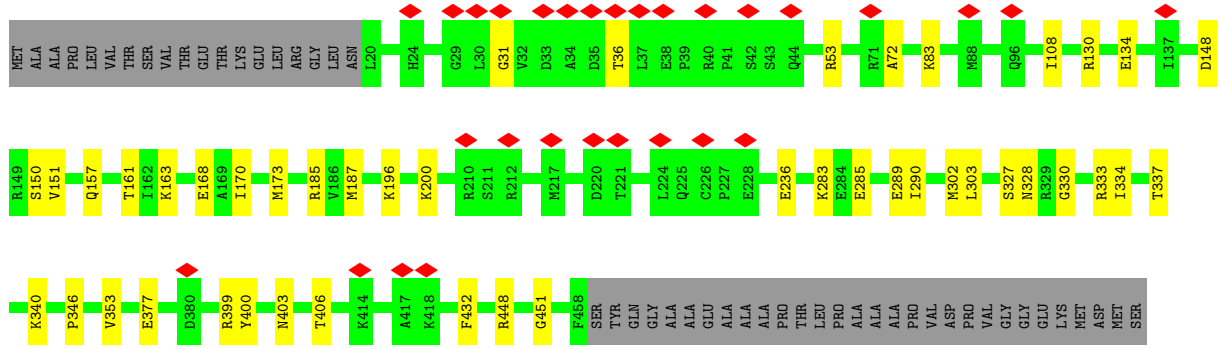 MET ALA ALA PRO LEU VAL THR SER VAL THR GLU THR THR LYS GLU LEU ARG GLY LEU ASN L20 H24 G29 L30 G31 V32 D33 A34 D35 T36 L37 E38 P39 R40 P41 S42 S43 Q44 R53 R71 A72 K83 M88 Q96 I108 R130 E134 I137 D148
R149 S150 V151 Q157 T161 I162 K163 E168 A169 I170 M173 R185 V186 M187 K196 K200 R210 S211 R212 M217 D220 T221 L224 Q225 C226 P227 E228 E236 K283 E284 E285 E289 I290 M302 L303 S327 N328 R329 G330 R333 I334 T337
K340 P346 V353 E377 D380 R399 Y400 N403 T406 K414 A417 K418 F432 R448 G451 F458 SER TYR GLN GLY ALA ALA GLU ALA ALA ALA PRO THR LEU PRO ALA ALA ALA PRO VAL ASP PRO VAL GLY GLY GLU LYS MET ASP MET SER